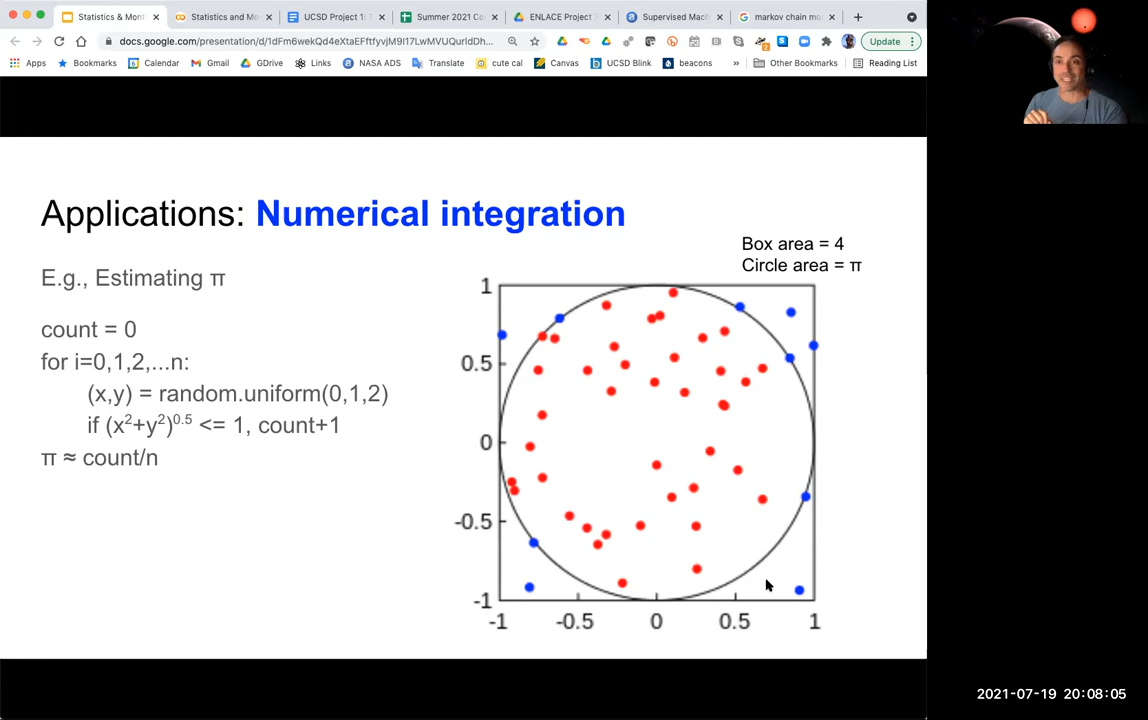 Statistics & Mont
Statistics and Mo
UCSD Project 1:
Summer 2021 Co
ENLACE Project
Supervised Mac
markov chain mo
docs.google.com/presentation/d/1dFm6wekQd4eXtaEFftfyvjM9I17LwMVUQurIdDh...
Update
Apps
Bookmarks
Calendar
Gmail
GDrive
Links
NASA ADS
Translate
cute cal
Canvas
UCSD Blink
beacons
»
Other Bookmarks
Reading List
Applications: Numerical integration
Box area = 4
Circle area = π
E.g., Estimating π
count = 0
for i=0,1,2,...n:
(x,y) = random.uniform(0,1,2)
if (x²+y²)⁰·⁵ <= 1, count+1
π ≈ count/n
1
0.5
0
-0.5
-1
-1 -0.5 0 0.5 1
2021-07-19 20:08:05